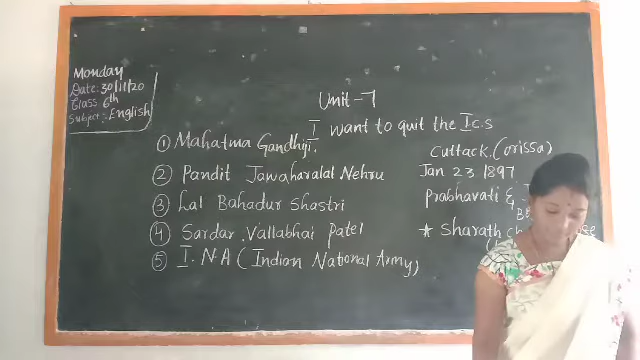 Monday
Date: 30/11/20
Class 6th
Subject:- English
Unit-7
I want to quit the I.c.s
① Mahatma Gandhiji.
② Pandit Jawaharalal Nehru
③ Lal Bahadur Shastri
④ Sardar Vallabhai Patel
⑤ I.N.A (Indian National Army)
Cuttack. (orissa)
Jan 23 1897
Prabhavati &
* Sharath